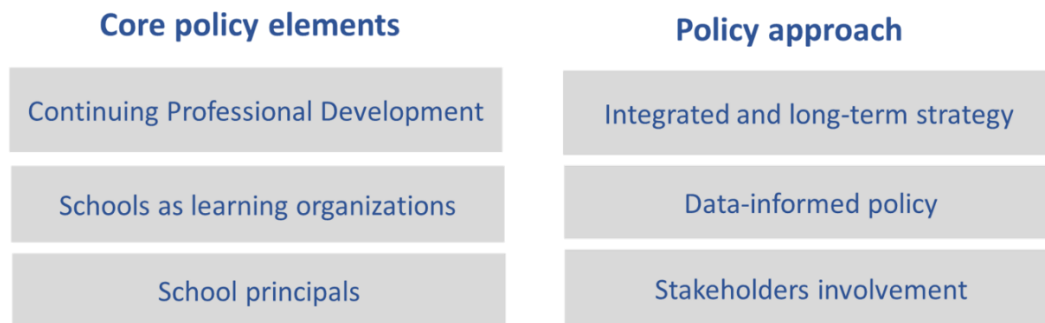 Core policy elements
Continuing Professional Development
Schools as learning organizations
School principals
Policy approach
Integrated and long-term strategy
Data-informed policy
Stakeholders involvement